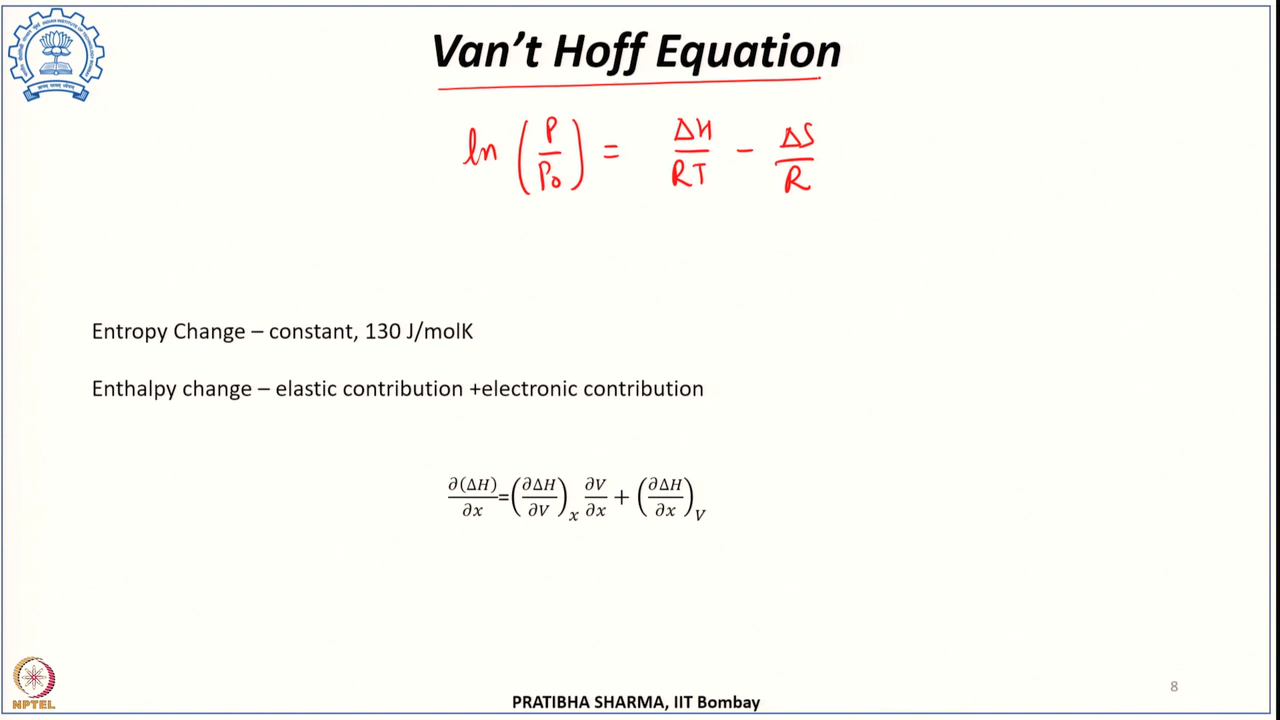 Van't Hoff Equation
ln (P/P₀) = ΔH/RT - ΔS/R
Entropy Change – constant, 130 J/molK
Enthalpy change – elastic contribution +electronic contribution
∂(ΔH)/∂x=(∂ΔH/∂V)ₓ ∂V/∂x + (∂ΔH/∂x)_V
8
NPTEL
PRATIBHA SHARMA, IIT Bombay